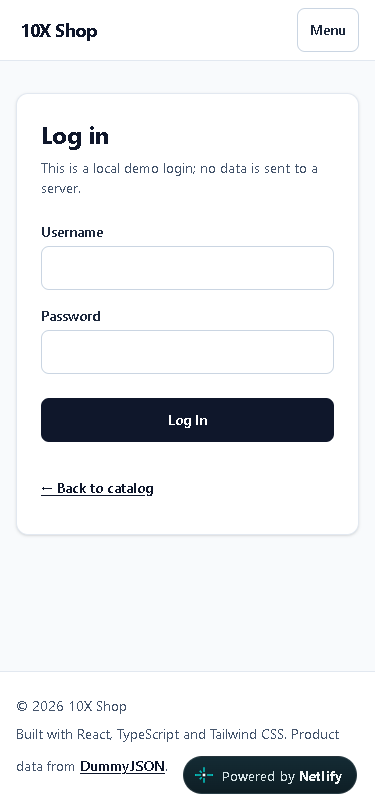 10X Shop
Menu
Log in
This is a local demo login; no data is sent to a
server.
Username
Password
Log In
← Back to catalog
© 2026 10X Shop
Built with React, TypeScript and Tailwind CSS. Product
data from DummyJSON.
Powered by Netlify